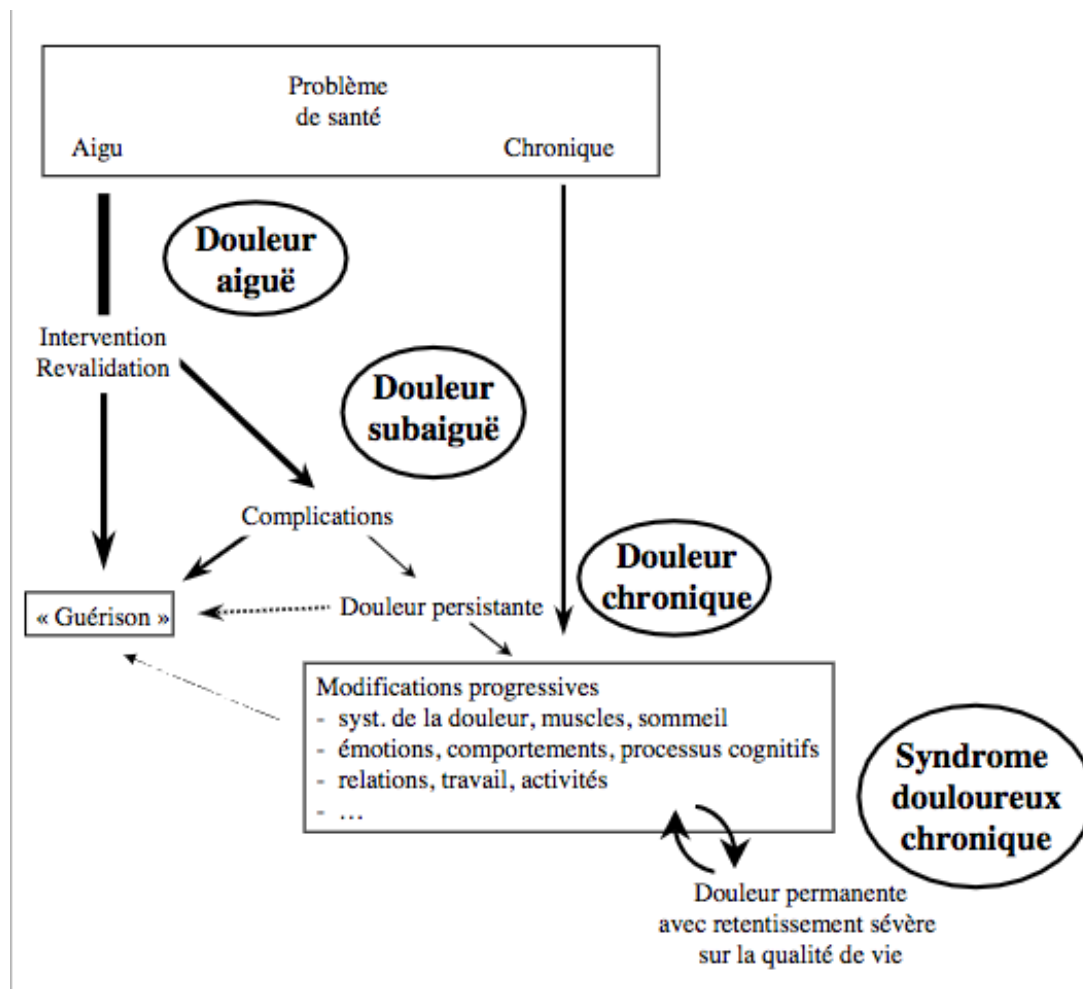 Problème
de santé
Aigu
Chronique
Douleur
aiguë
Intervention
Revalidation
Douleur
subaiguë
Complications
Douleur
chronique
« Guérison »
Douleur persistante
Modifications progressives
- syst. de la douleur, muscles, sommeil
- émotions, comportements, processus cognitifs
- relations, travail, activités
- …
Syndrome
douloureux
chronique
Douleur permanente
avec retentissement sévère
sur la qualité de vie